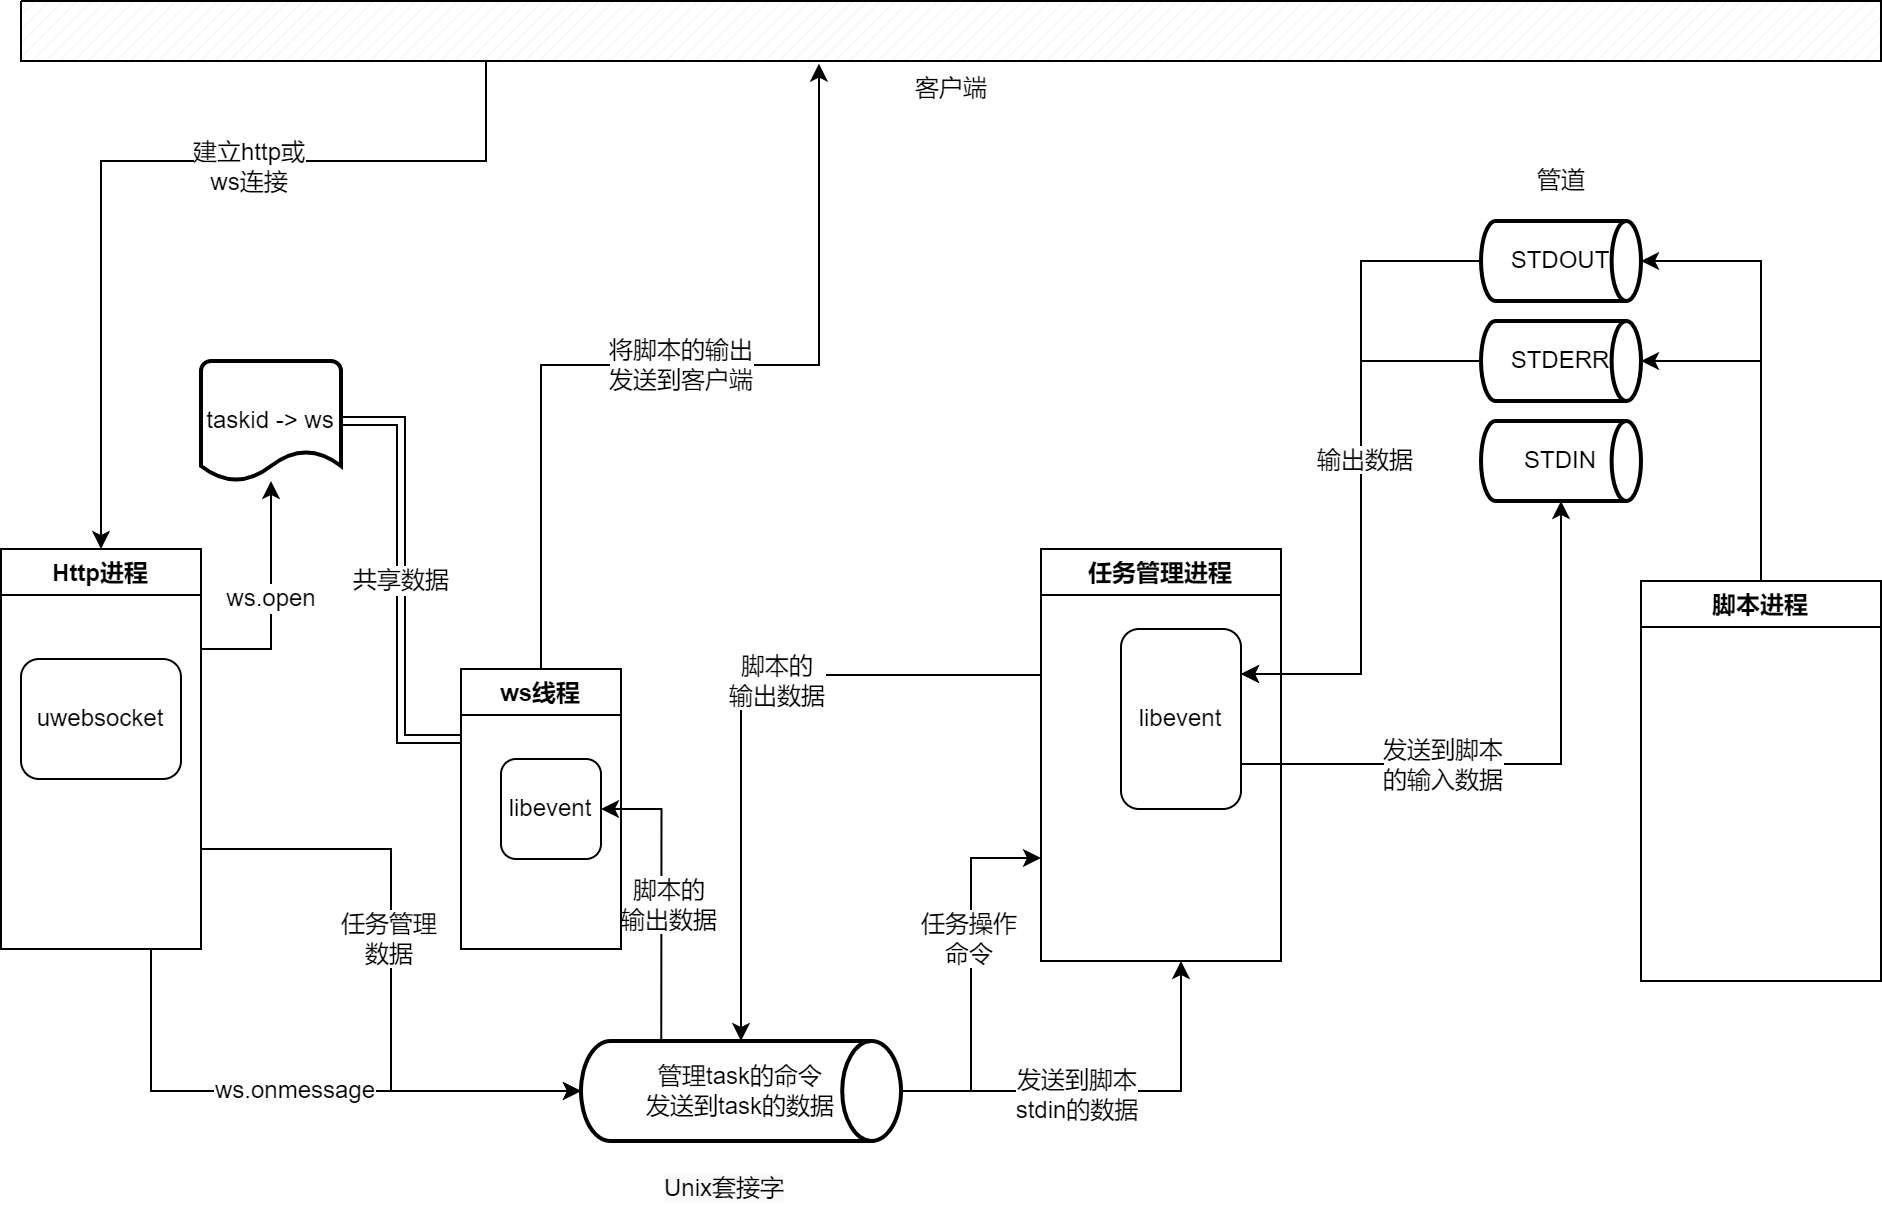 客户端
建立http或
ws连接
管道
STDOUT
将脚本的输出
发送到客户端
STDERR
taskid -> ws
输出数据
STDIN
Http进程
共享数据
任务管理进程
ws.open
脚本进程
脚本的
输出数据
ws线程
uwebsocket
libevent
发送到脚本
的输入数据
libevent
脚本的
输出数据
任务管理
数据
任务操作
命令
ws.onmessage
管理task的命令
发送到task的数据
发送到脚本
stdin的数据
Unix套接字